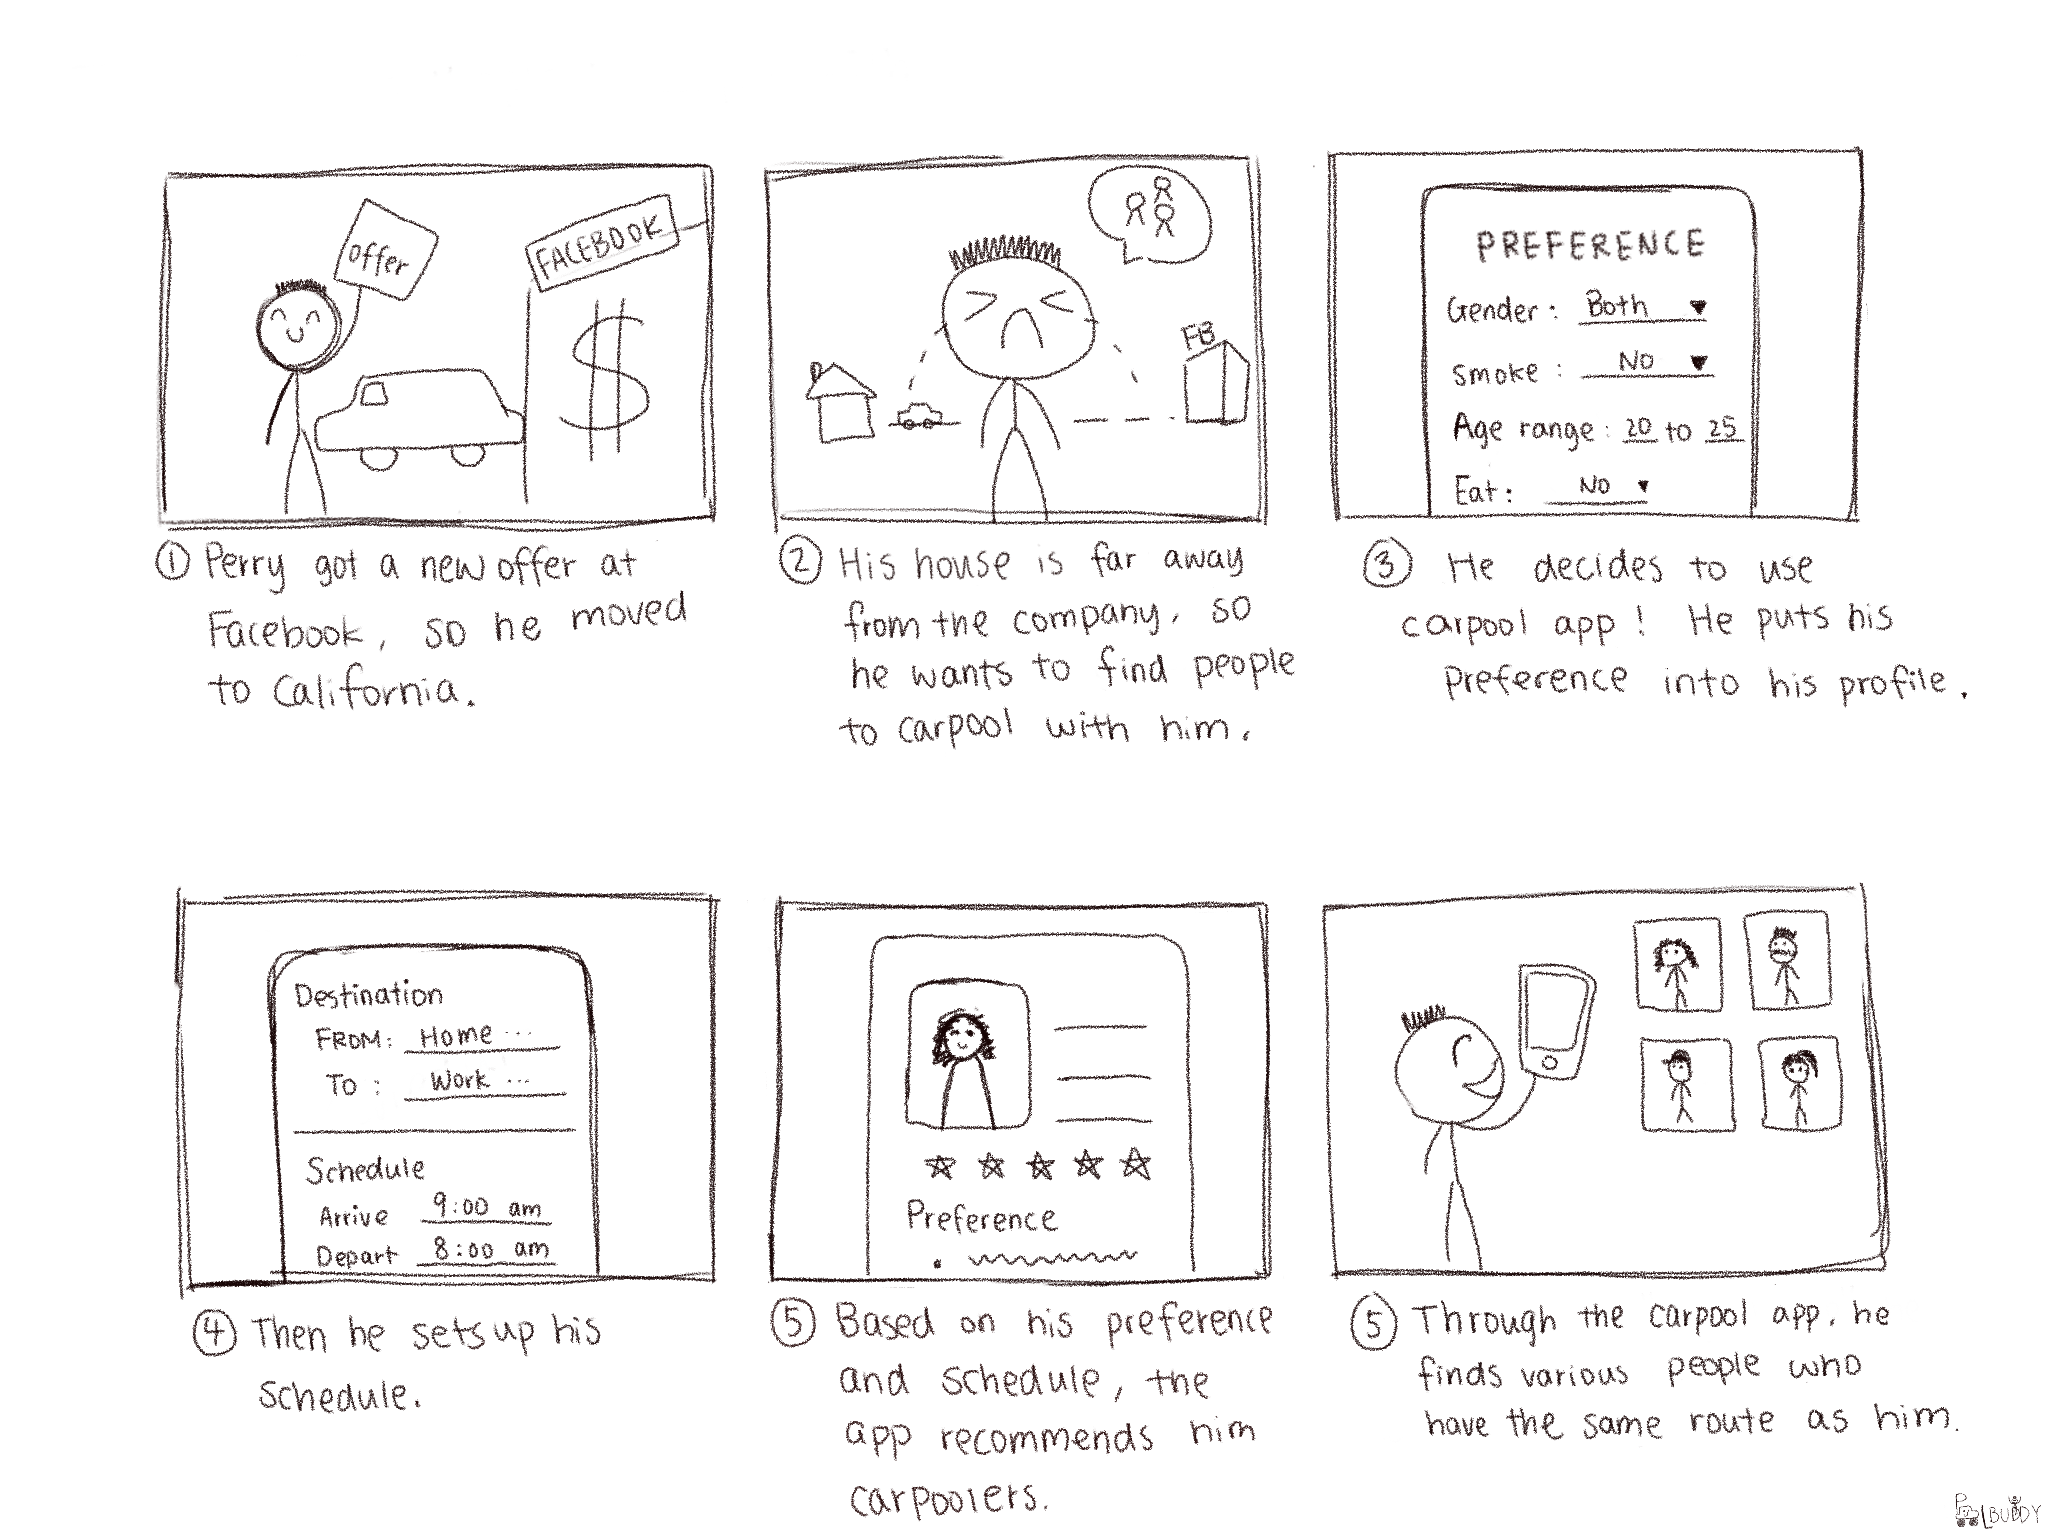 offer
FACEBOOK
$
① Perry got a new offer at
Facebook, so he moved
to California.
FB
② His house is far away
from the company, so
he wants to find people
to carpool with him.
PREFERENCE
Gender: Both ▼
Smoke: No ▼
Age range: 20 to 25
Eat: No ▼
③ He decides to use
carpool app! He puts his
preference into his profile.
Destination
FROM: Home ...
To: Work ...
Schedule
Arrive 9:00 am
Depart 8:00 am
④ Then he sets up his
schedule.
Preference
⑤ Based on his preference
and schedule, the
app recommends him
carpoolers.
⑤ Through the carpool app, he
finds various people who
have the same route as him.
POOLBUDDY